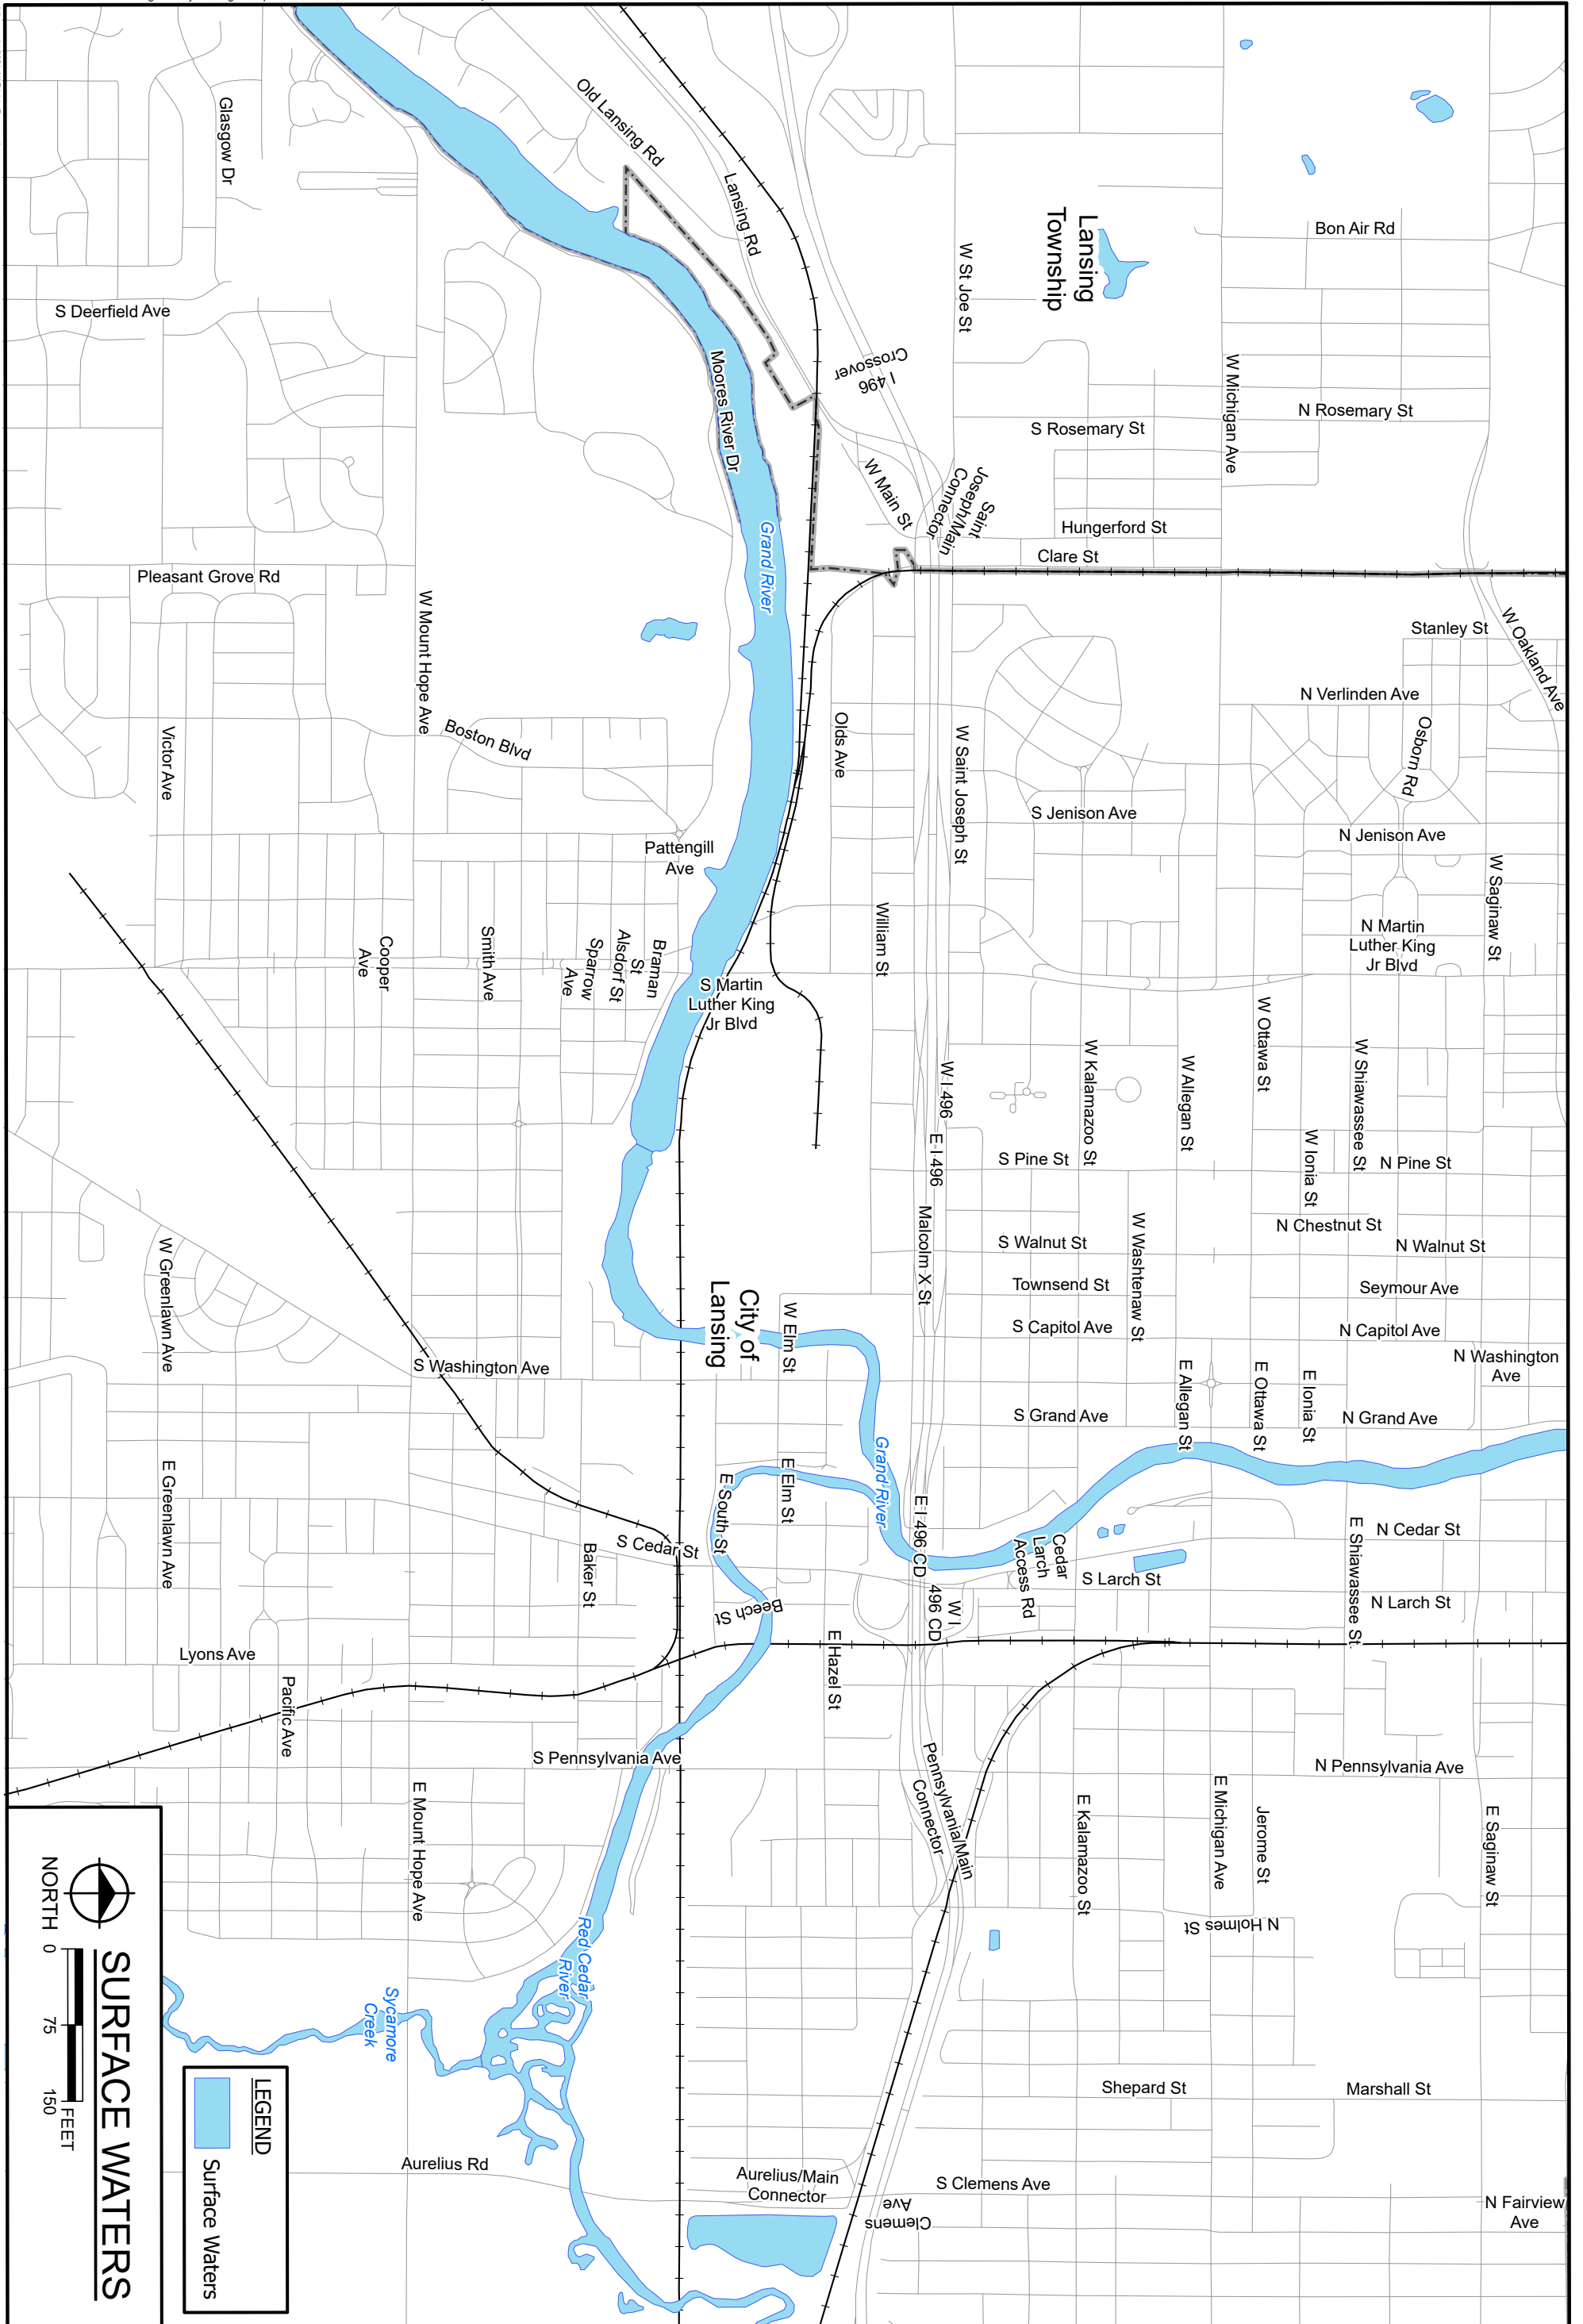 Glasgow Dr
Old Lansing Rd
Lansing Rd
Lansing
Township
Bon Air Rd
W St Joe St
S Deerfield Ave
Moores River Dr
I 496
Crossover
W Michigan Ave
N Rosemary St
S Rosemary St
W Main St
Saint
Joseph/Main
Connector
Hungerford St
Clare St
Grand River
Pleasant Grove Rd
W Mount Hope Ave
Stanley St
W Oakland Ave
N Verlinden Ave
Osborn Rd
Boston Blvd
Victor Ave
Olds Ave
W Saint Joseph St
S Jenison Ave
N Jenison Ave
Pattengill
Ave
W Saginaw St
William St
N Martin
Luther King
Jr Blvd
Cooper
Ave
Smith Ave
Sparrow
Ave
Alsdorf St
Braman
St
S Martin
Luther King
Jr Blvd
W Ottawa St
W Shiawassee St
W Kalamazoo St
W Allegan St
W I 496
E I 496
S Pine St
W Ionia St
N Pine St
W Greenlawn Ave
Malcolm X St
S Walnut St
W Washtenaw St
N Chestnut St
N Walnut St
Townsend St
Seymour Ave
City of
Lansing
W Elm St
S Capitol Ave
N Capitol Ave
S Washington Ave
N Washington
Ave
E Allegan St
E Ottawa St
E Ionia St
S Grand Ave
N Grand Ave
Grand River
E Greenlawn Ave
E South St
E Elm St
E I 496 CD
Cedar
Larch
Access Rd
N Cedar St
E Shiawassee St
S Cedar St
Baker St
S Larch St
N Larch St
Beech St
W I
496 CD
Lyons Ave
E Hazel St
Pacific Ave
S Pennsylvania Ave
Pennsylvania/Main
Connector
N Pennsylvania Ave
E Mount Hope Ave
E Kalamazoo St
E Michigan Ave
Jerome St
E Saginaw St
N Holmes St
Red Cedar
River
Sycamore
Creek
Shepard St
Marshall St
Aurelius Rd
Aurelius/Main
Connector
S Clemens Ave
Clemens
Ave
N Fairview
Ave
NORTH
SURFACE WATERS
0
75
150
FEET
LEGEND
Surface Waters